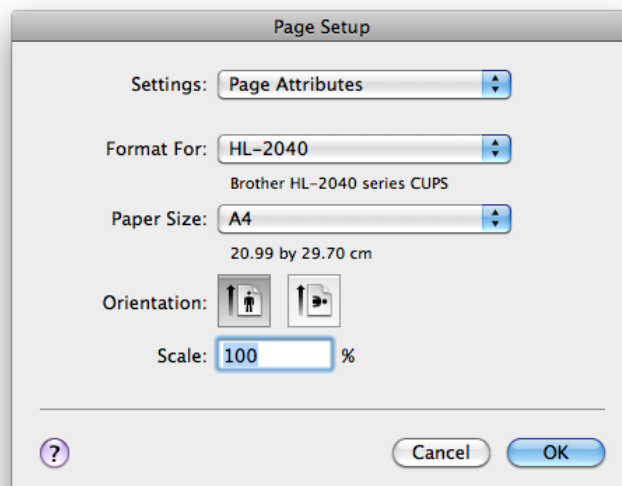 Page Setup
Settings: Page Attributes
Format For: HL-2040
Brother HL-2040 series CUPS
Paper Size: A4
20.99 by 29.70 cm
Orientation:
Scale: 100 %
? Cancel OK